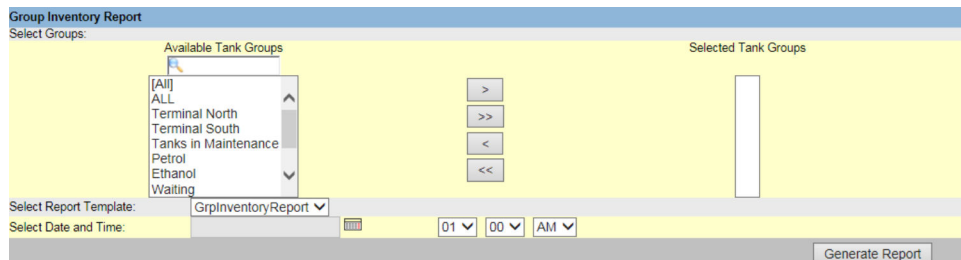 Group Inventory Report
Select Groups:
Available Tank Groups
Selected Tank Groups
[All]
ALL
Terminal North
Terminal South
Tanks in Maintenance
Petrol
Ethanol
Waiting
>
>>
<
<<
Select Report Template:
GrpInventoryReport
Select Date and Time:
01 00 AM
Generate Report